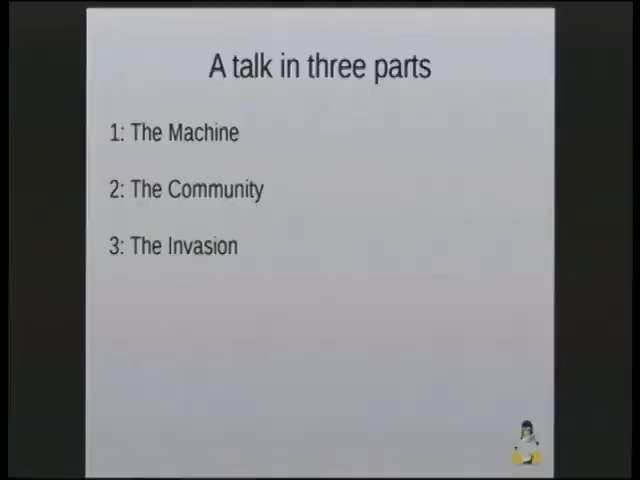 A talk in three parts
1: The Machine
2: The Community
3: The Invasion